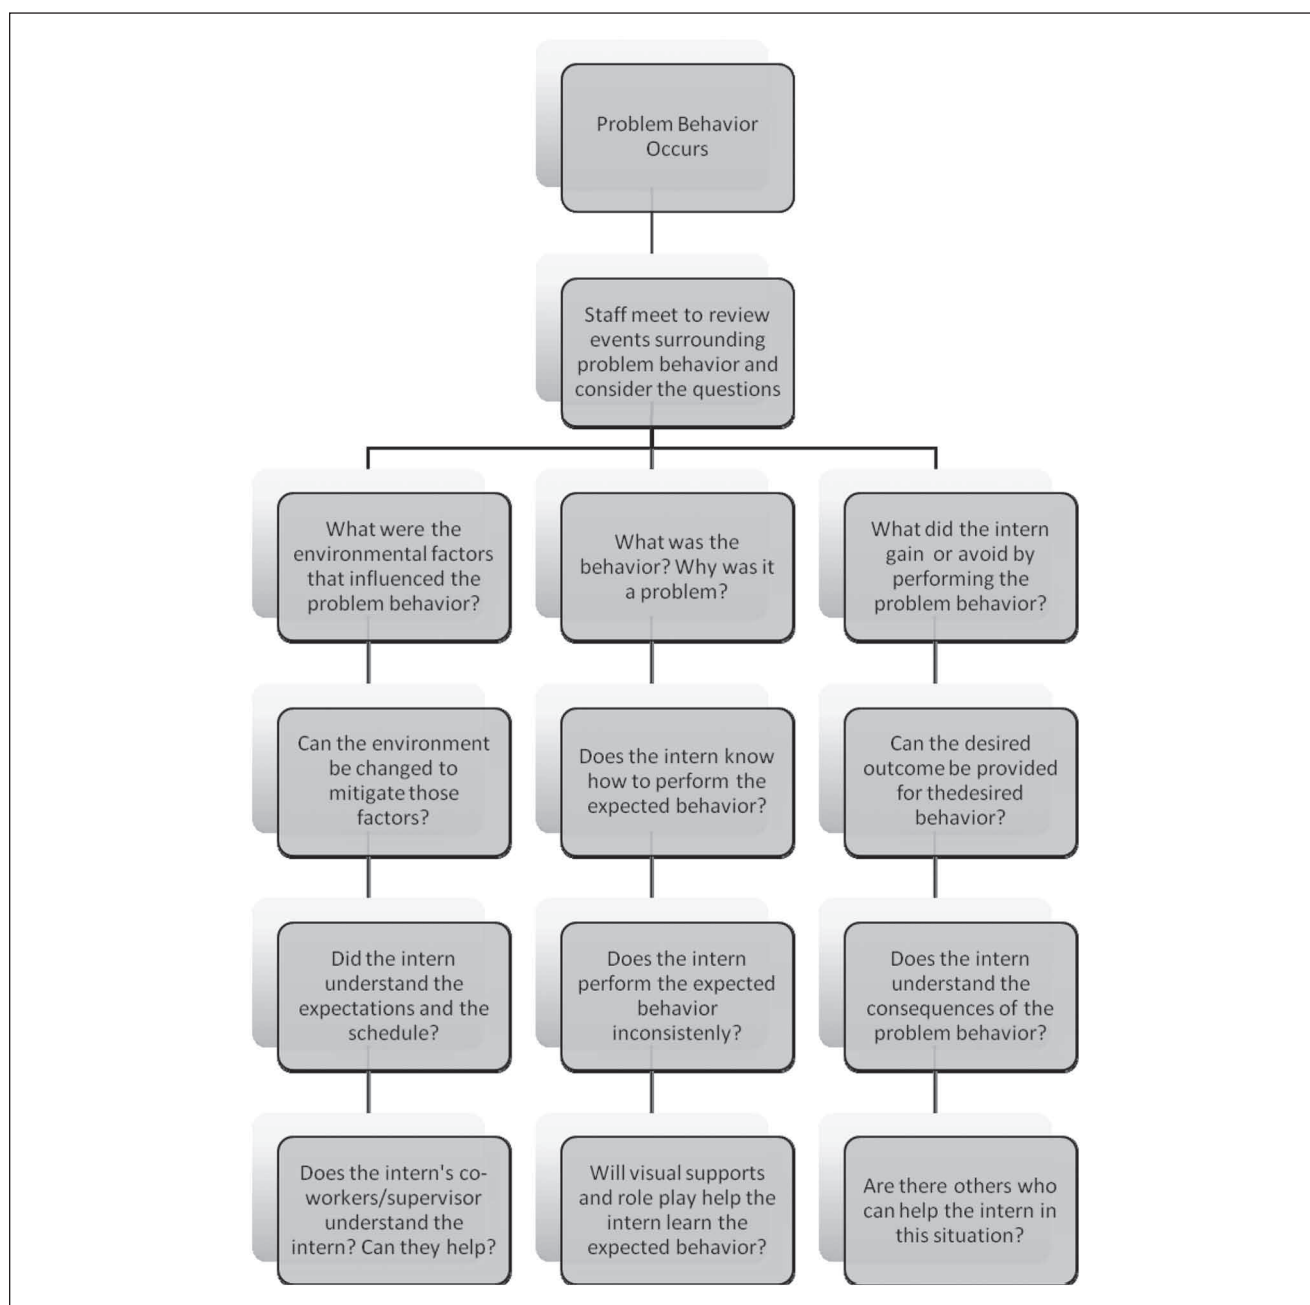 Problem Behavior
Occurs
Staff meet to review
events surrounding
problem behavior and
consider the questions
What were the
environmental factors
that influenced the
problem behavior?
What was the
behavior? Why was it
a problem?
What did the intern
gain or avoid by
performing the
problem behavior?
Can the environment
be changed to
mitigate those
factors?
Does the intern know
how to perform the
expected behavior?
Can the desired
outcome be provided
for thedesired
behavior?
Did the intern
understand the
expectations and the
schedule?
Does the intern
perform the expected
behavior
inconsistenly?
Does the intern
understand the
consequences of the
problem behavior?
Does the intern's co-
workers/supervisor
understand the
intern? Can they help?
Will visual supports
and role play help the
intern learn the
expected behavior?
Are there others who
can help the intern in
this situation?